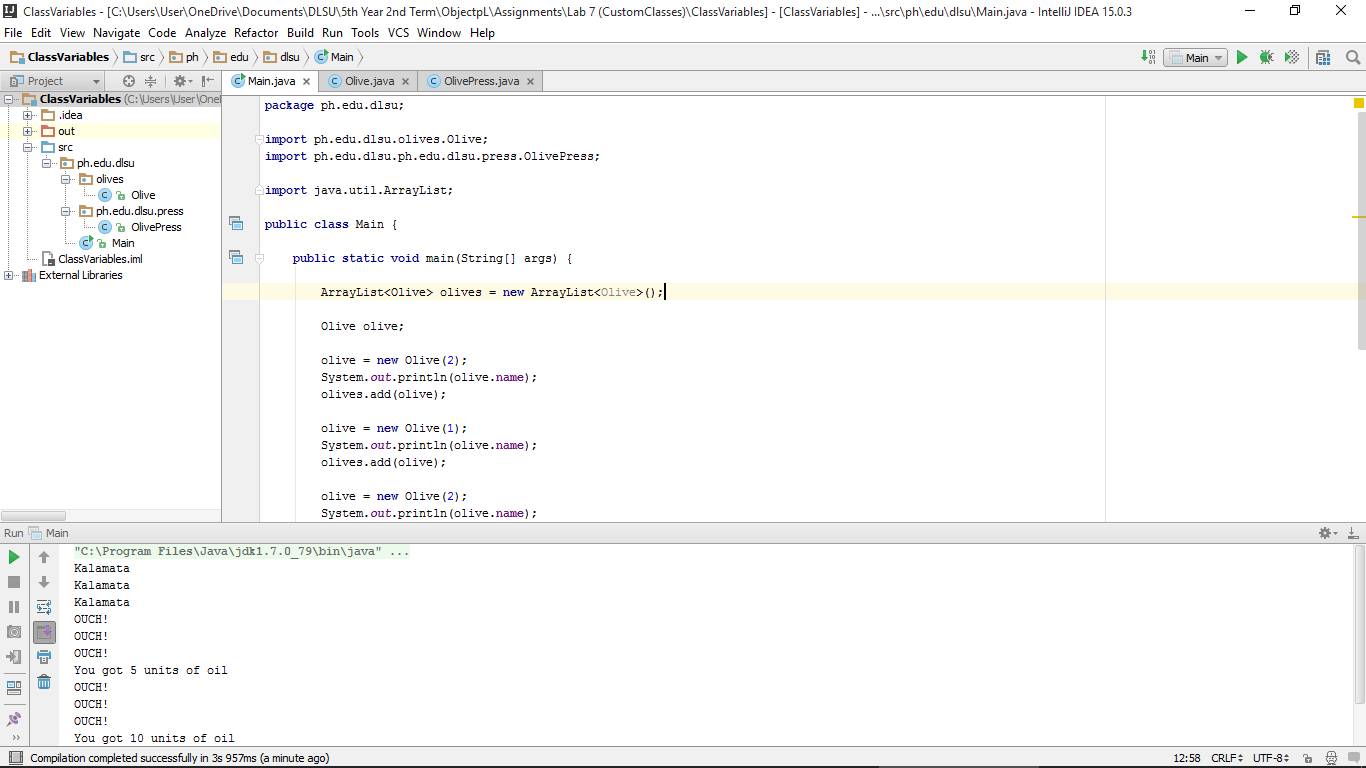 ClassVariables - [C:\Users\User\OneDrive\Documents\DLSU\5th Year 2nd Term\ObjectpL\Assignments\Lab 7 (CustomClasses)\ClassVariables] - [ClassVariables] - ...\src\ph\edu\dlsu\Main.java - IntelliJ IDEA 15.0.3
File Edit View Navigate Code Analyze Refactor Build Run Tools VCS Window Help
ClassVariables src ph edu dlsu Main
Main
Project
Main.java Olive.java OlivePress.java
ClassVariables (C:\Users\User\OneI
.idea
out
src
ph.edu.dlsu
olives
Olive
ph.edu.dlsu.press
OlivePress
Main
ClassVariables.iml
External Libraries
package ph.edu.dlsu;
import ph.edu.dlsu.olives.Olive;
import ph.edu.dlsu.ph.edu.dlsu.press.OlivePress;
import java.util.ArrayList;
public class Main {
public static void main(String[] args) {
ArrayList<Olive> olives = new ArrayList<Olive>();
Olive olive;
olive = new Olive(2);
System.out.println(olive.name);
olives.add(olive);
olive = new Olive(1);
System.out.println(olive.name);
olives.add(olive);
olive = new Olive(2);
System.out.println(olive.name);
Run Main
"C:\Program Files\Java\jdk1.7.0_79\bin\java" ...
Kalamata
Kalamata
Kalamata
OUCH!
OUCH!
OUCH!
You got 5 units of oil
OUCH!
OUCH!
OUCH!
You got 10 units of oil
Compilation completed successfully in 3s 957ms (a minute ago)
12:58 CRLF UTF-8